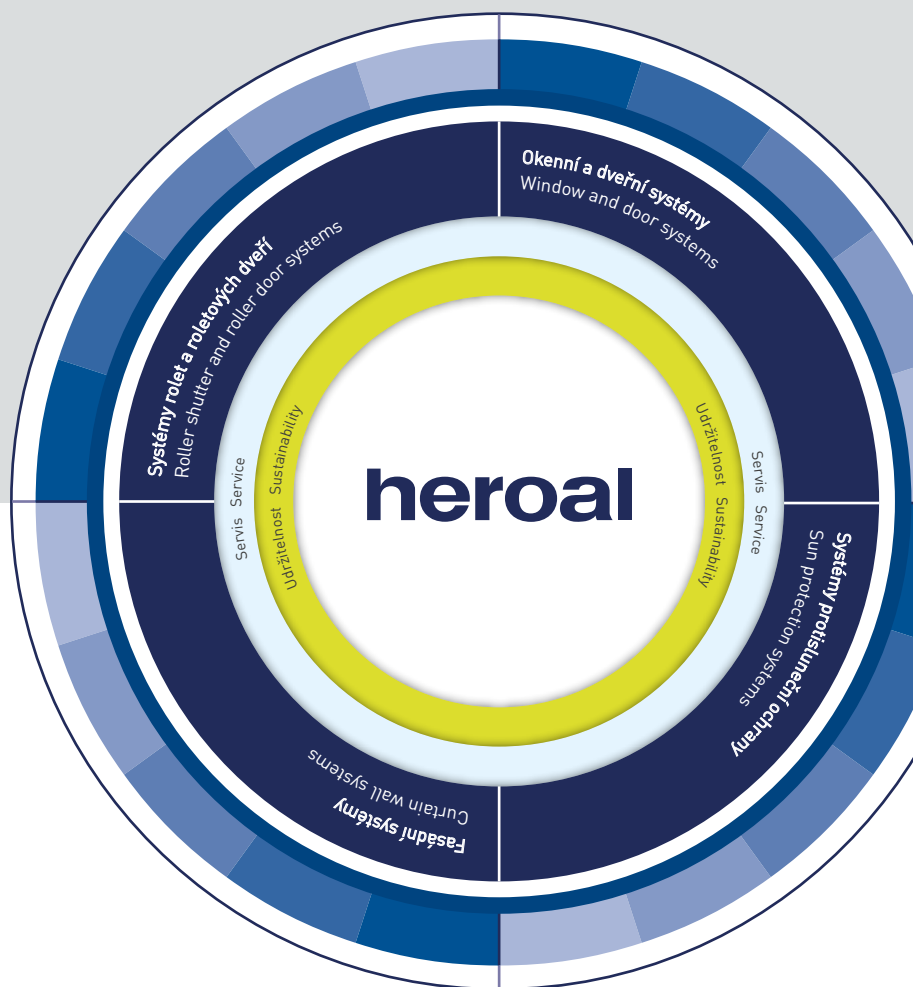 Okenní a dveřní systémy
Window and door systems
Systémy rolet a roletových dveří
Roller shutter and roller door systems
Servis Service
Udržitelnost Sustainability
heroal
Udržitelnost Sustainability
Servis Service
Systémy protisluneční ochrany
Sun protection systems
Fasádní systémy
Curtain wall systems